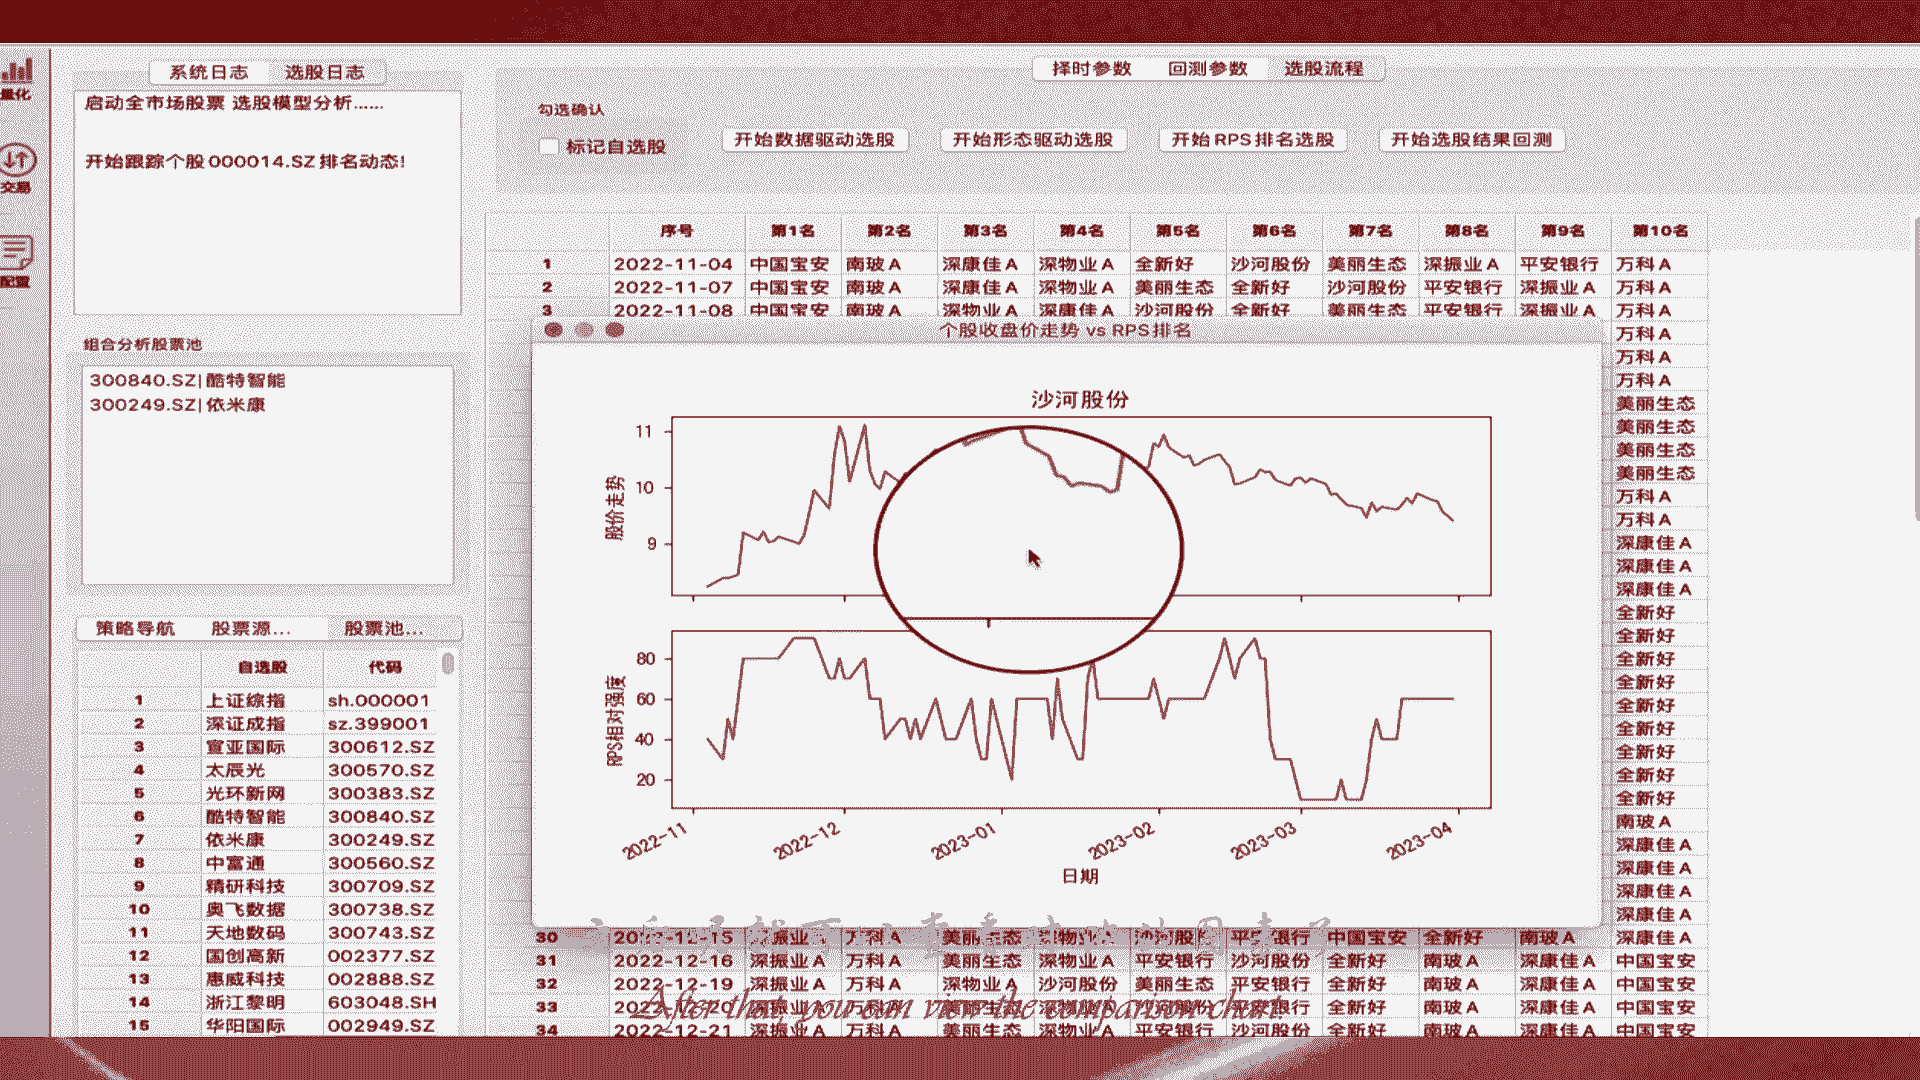 量化
交易
配置
系统日志 选股日志
启动全市场股票 选股模型分析……
开始跟踪个股000014.SZ排名动态!
组合分析股票池
300840.SZ|酷特智能
300249.SZ|依米康
策略导航 股票源... 股票池...
自选股 代码
1 上证综指 sh.000001
2 深证成指 sz.399001
3 宣亚国际 300612.SZ
4 太辰光 300570.SZ
5 光环新网 300383.SZ
6 酷特智能 300840.SZ
7 依米康 300249.SZ
8 中富通 300560.SZ
9 精研科技 300709.SZ
10 奥飞数据 300738.SZ
11 天地数码 300743.SZ
12 国创高新 002377.SZ
13 惠威科技 002888.SZ
14 浙江黎明 603048.SH
15 华阳国际 002949.SZ
择时参数 回测参数 选股流程
勾选确认
标记自选股 开始数据驱动选股 开始形态驱动选股 开始RPS排名选股 开始选股结果回测
序号 第1名 第2名 第3名 第4名 第5名 第6名 第7名 第8名 第9名 第10名
1 2022-11-04 中国宝安 南玻A 深康佳A 深物业A 全新好 沙河股份 美丽生态 深振业A 平安银行 万科A
2 2022-11-07 中国宝安 南玻A 深康佳A 深物业A 美丽生态 全新好 沙河股份 平安银行 深振业A 万科A
3 2022-11-08 中国宝安 南玻A 深物业A 深康佳A 沙河股份 全新好 美丽生态 平安银行 深振业A 万科A
万科A
万科A
万科A
美丽生态
美丽生态
美丽生态
美丽生态
万科A
万科A
深康佳A
深康佳A
深康佳A
全新好
全新好
全新好
全新好
全新好
全新好
全新好
全新好
全新好
南玻A
深康佳A
深康佳A
深康佳A
深康佳A
个股收盘价走势 vs RPS排名
沙河股份
股价走势
11
10
9
RPS相对强度
80
60
40
20
2022-11 2022-12 2023-01 2023-02 2023-03 2023-04
日期
30 2022-12-15 深振业A 万科A 美丽生态 深物业A 沙河股份 平安银行 中国宝安 全新好 南玻A 深康佳A
31 2022-12-16 深振业A 万科A 美丽生态 深物业A 平安银行 沙河股份 全新好 南玻A 深康佳A 中国宝安
32 2022-12-19 深振业A 万科A 深物业A 沙河股份 美丽生态 平安银行 全新好 南玻A 深康佳A 中国宝安
33 2022-12-20 深振业A 万科A 美丽生态 深物业A 沙河股份 平安银行 全新好 南玻A 深康佳A 中国宝安
34 2022-12-21 深振业A 万科A 美丽生态 深物业A 平安银行 沙河股份 全新好 南玻A 深康佳A 中国宝安
After that, you can view the comparison chart.